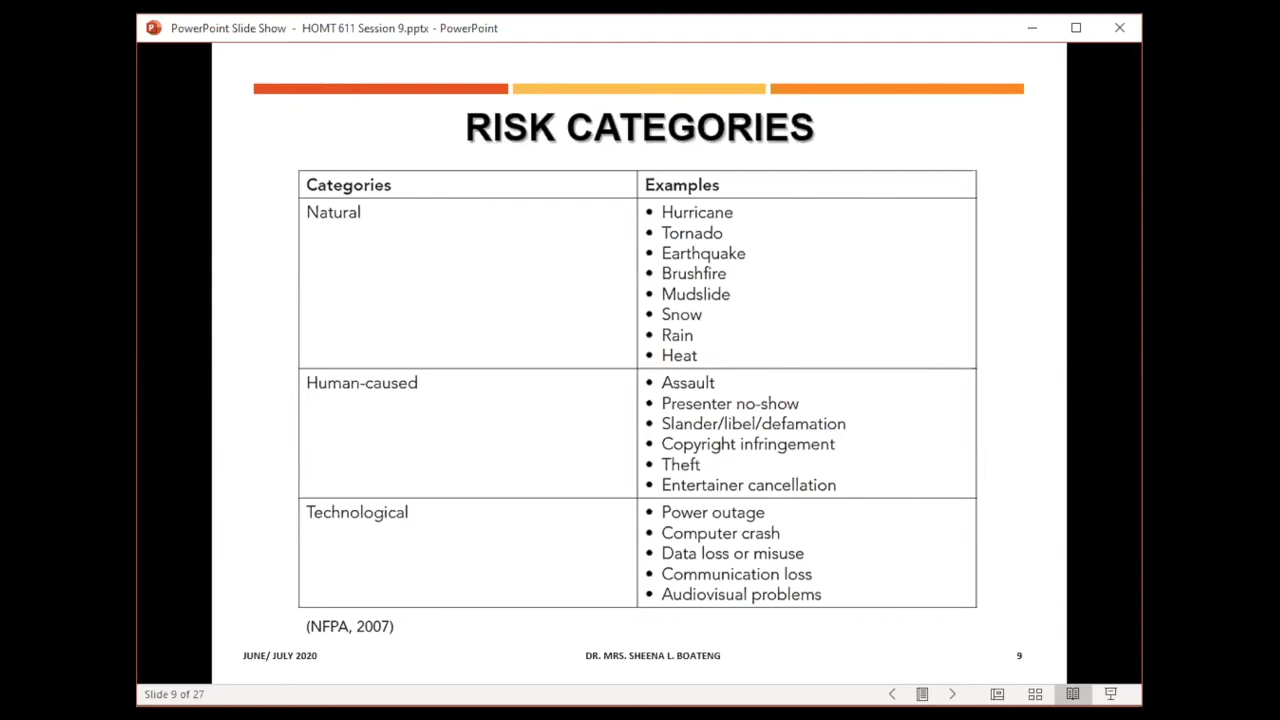 PowerPoint Slide Show - HOMT 611 Session 9.pptx - PowerPoint
RISK CATEGORIES
Categories
Examples
Natural
• Hurricane
• Tornado
• Earthquake
• Brushfire
• Mudslide
• Snow
• Rain
• Heat
Human-caused
• Assault
• Presenter no-show
• Slander/libel/defamation
• Copyright infringement
• Theft
• Entertainer cancellation
Technological
• Power outage
• Computer crash
• Data loss or misuse
• Communication loss
• Audiovisual problems
(NFPA, 2007)
JUNE/ JULY 2020
DR. MRS. SHEENA L. BOATENG
9
Slide 9 of 27